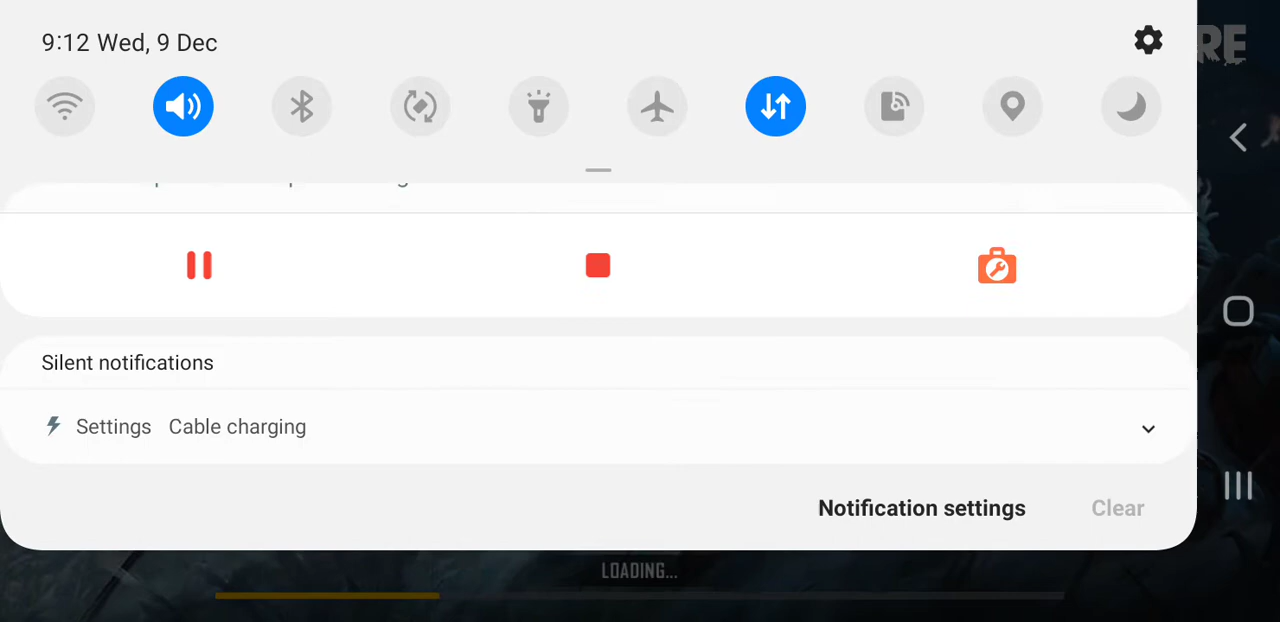 9:12 Wed, 9 Dec
Silent notifications
Settings Cable charging
Notification settings
Clear
LOADING...